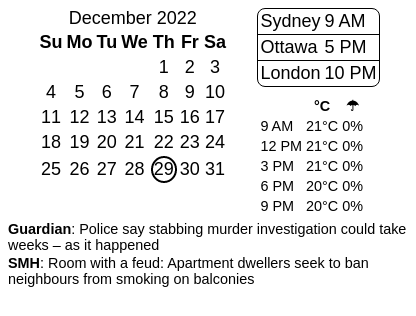 December 2022
Su Mo Tu We Th Fr Sa
1 2 3
4 5 6 7 8 9 10
11 12 13 14 15 16 17
18 19 20 21 22 23 24
25 26 27 28 29 30 31
Sydney 9 AM
Ottawa 5 PM
London 10 PM
°C ☂
9 AM 21°C 0%
12 PM 21°C 0%
3 PM 21°C 0%
6 PM 20°C 0%
9 PM 20°C 0%
Guardian: Police say stabbing murder investigation could take
weeks – as it happened
SMH: Room with a feud: Apartment dwellers seek to ban
neighbours from smoking on balconies